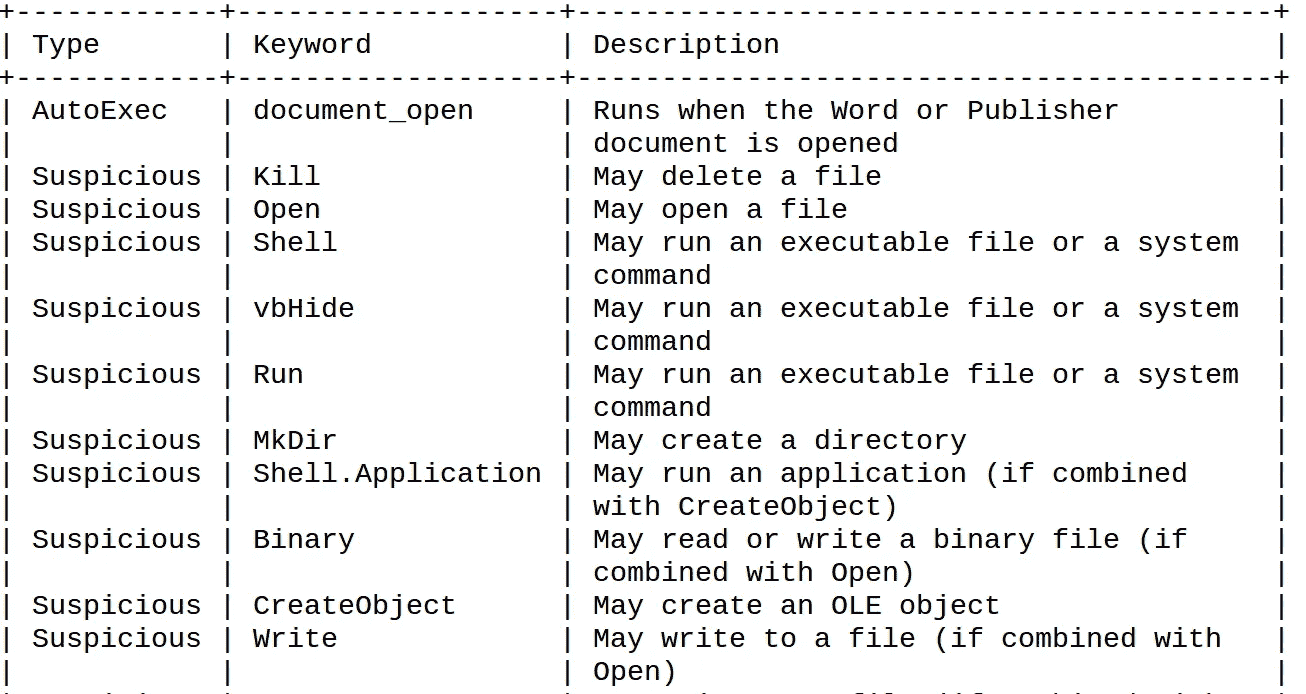 +------------+-------------------+-----------------------------------------+
| Type       | Keyword           | Description                             |
+------------+-------------------+-----------------------------------------+
| AutoExec   | document_open     | Runs when the Word or Publisher         |
|            |                   | document is opened                      |
| Suspicious | Kill              | May delete a file                       |
| Suspicious | Open              | May open a file                         |
| Suspicious | Shell             | May run an executable file or a system  |
|            |                   | command                                 |
| Suspicious | vbHide            | May run an executable file or a system  |
|            |                   | command                                 |
| Suspicious | Run               | May run an executable file or a system  |
|            |                   | command                                 |
| Suspicious | MkDir             | May create a directory                  |
| Suspicious | Shell.Application | May run an application (if combined     |
|            |                   | with CreateObject)                      |
| Suspicious | Binary            | May read or write a binary file (if     |
|            |                   | combined with Open)                     |
| Suspicious | CreateObject      | May create an OLE object                |
| Suspicious | Write             | May write to a file (if combined with   |
|            |                   | Open)                                   |